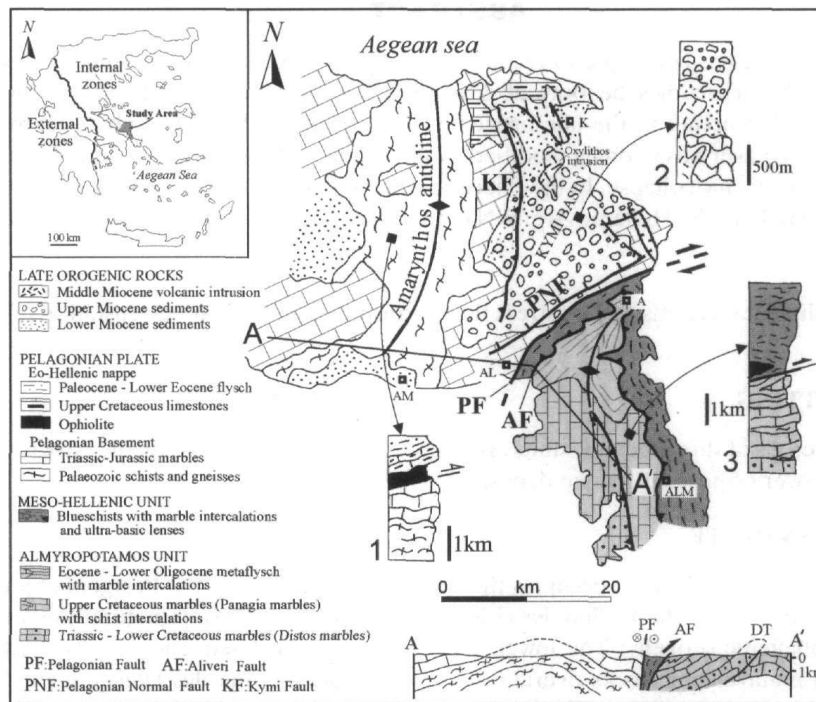 N
Internal
zones
Study Area
External
zones
Aegean Sea
100 km
LATE OROGENIC ROCKS
Middle Miocene volcanic intrusion
Upper Miocene sediments
Lower Miocene sediments
PELAGONIAN PLATE
Eo-Hellenic nappe
Paleocene - Lower Eocene flysch
Upper Cretaceous limestones
Ophiolite
Pelagonian Basement
Triassic-Jurassic marbles
Palaeozoic schists and gneisses
MESO-HELLENIC UNIT
Blueschists with marble intercalations
and ultra-basic lenses
ALMYROPOTAMOS UNIT
Eocene - Lower Oligocene metaflysch
with marble intercalations
Upper Cretaceous marbles (Panagia marbles)
with schist intercalations
Triassic - Lower Cretaceous marbles (Distos marbles)
PF:Pelagonian Fault AF:Aliveri Fault
PNF:Pelagonian Normal Fault KF:Kymi Fault
N
Aegean sea
K
Oxylithos
intrusion
KF
KYMI BASIN
Amarynthos anticline
PNF
A
A
AL
AM
PF
AF
A'
ALM
2
500m
1km
3
1
1km
0 km 20
A
PF
AF
DT
A'
0
1km